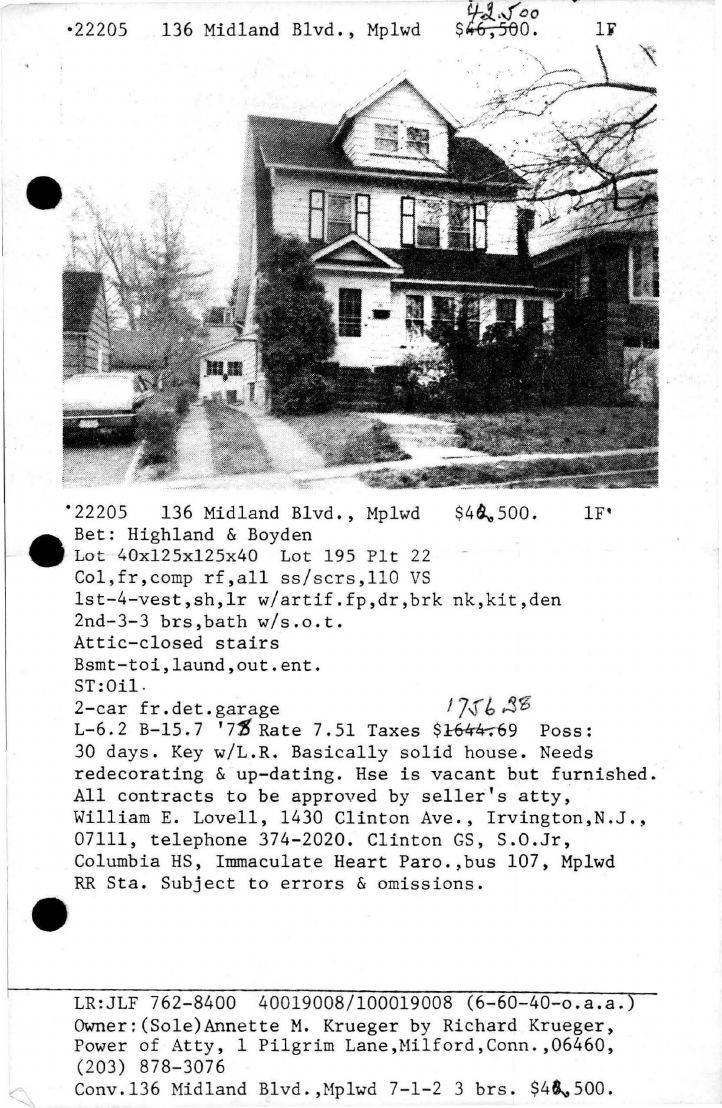 42.500
·22205 136 Midland Blvd., Mplwd $46,500. 1F
·22205 136 Midland Blvd., Mplwd $42,500. 1F·
Bet: Highland & Boyden
Lot 40x125x125x40 Lot 195 Plt 22
Col,fr,comp rf,all ss/scrs,110 VS
1st-4-vest,sh,lr w/artif.fp,dr,brk nk,kit,den
2nd-3-3 brs,bath w/s.o.t.
Attic-closed stairs
Bsmt-toi,laund,out.ent.
ST:Oil.
2-car fr.det.garage 1756.38
L-6.2 B-15.7 '78 Rate 7.51 Taxes $1644.69 Poss:
30 days. Key w/L.R. Basically solid house. Needs
redecorating & up-dating. Hse is vacant but furnished.
All contracts to be approved by seller's atty,
William E. Lovell, 1430 Clinton Ave., Irvington,N.J.,
07111, telephone 374-2020. Clinton GS, S.O.Jr,
Columbia HS, Immaculate Heart Paro.,bus 107, Mplwd
RR Sta. Subject to errors & omissions.
LR:JLF 762-8400 40019008/100019008 (6-60-40-o.a.a.)
Owner:(Sole)Annette M. Krueger by Richard Krueger,
Power of Atty, 1 Pilgrim Lane,Milford,Conn.,06460,
(203) 878-3076
Conv.136 Midland Blvd.,Mplwd 7-1-2 3 brs. $42,500.